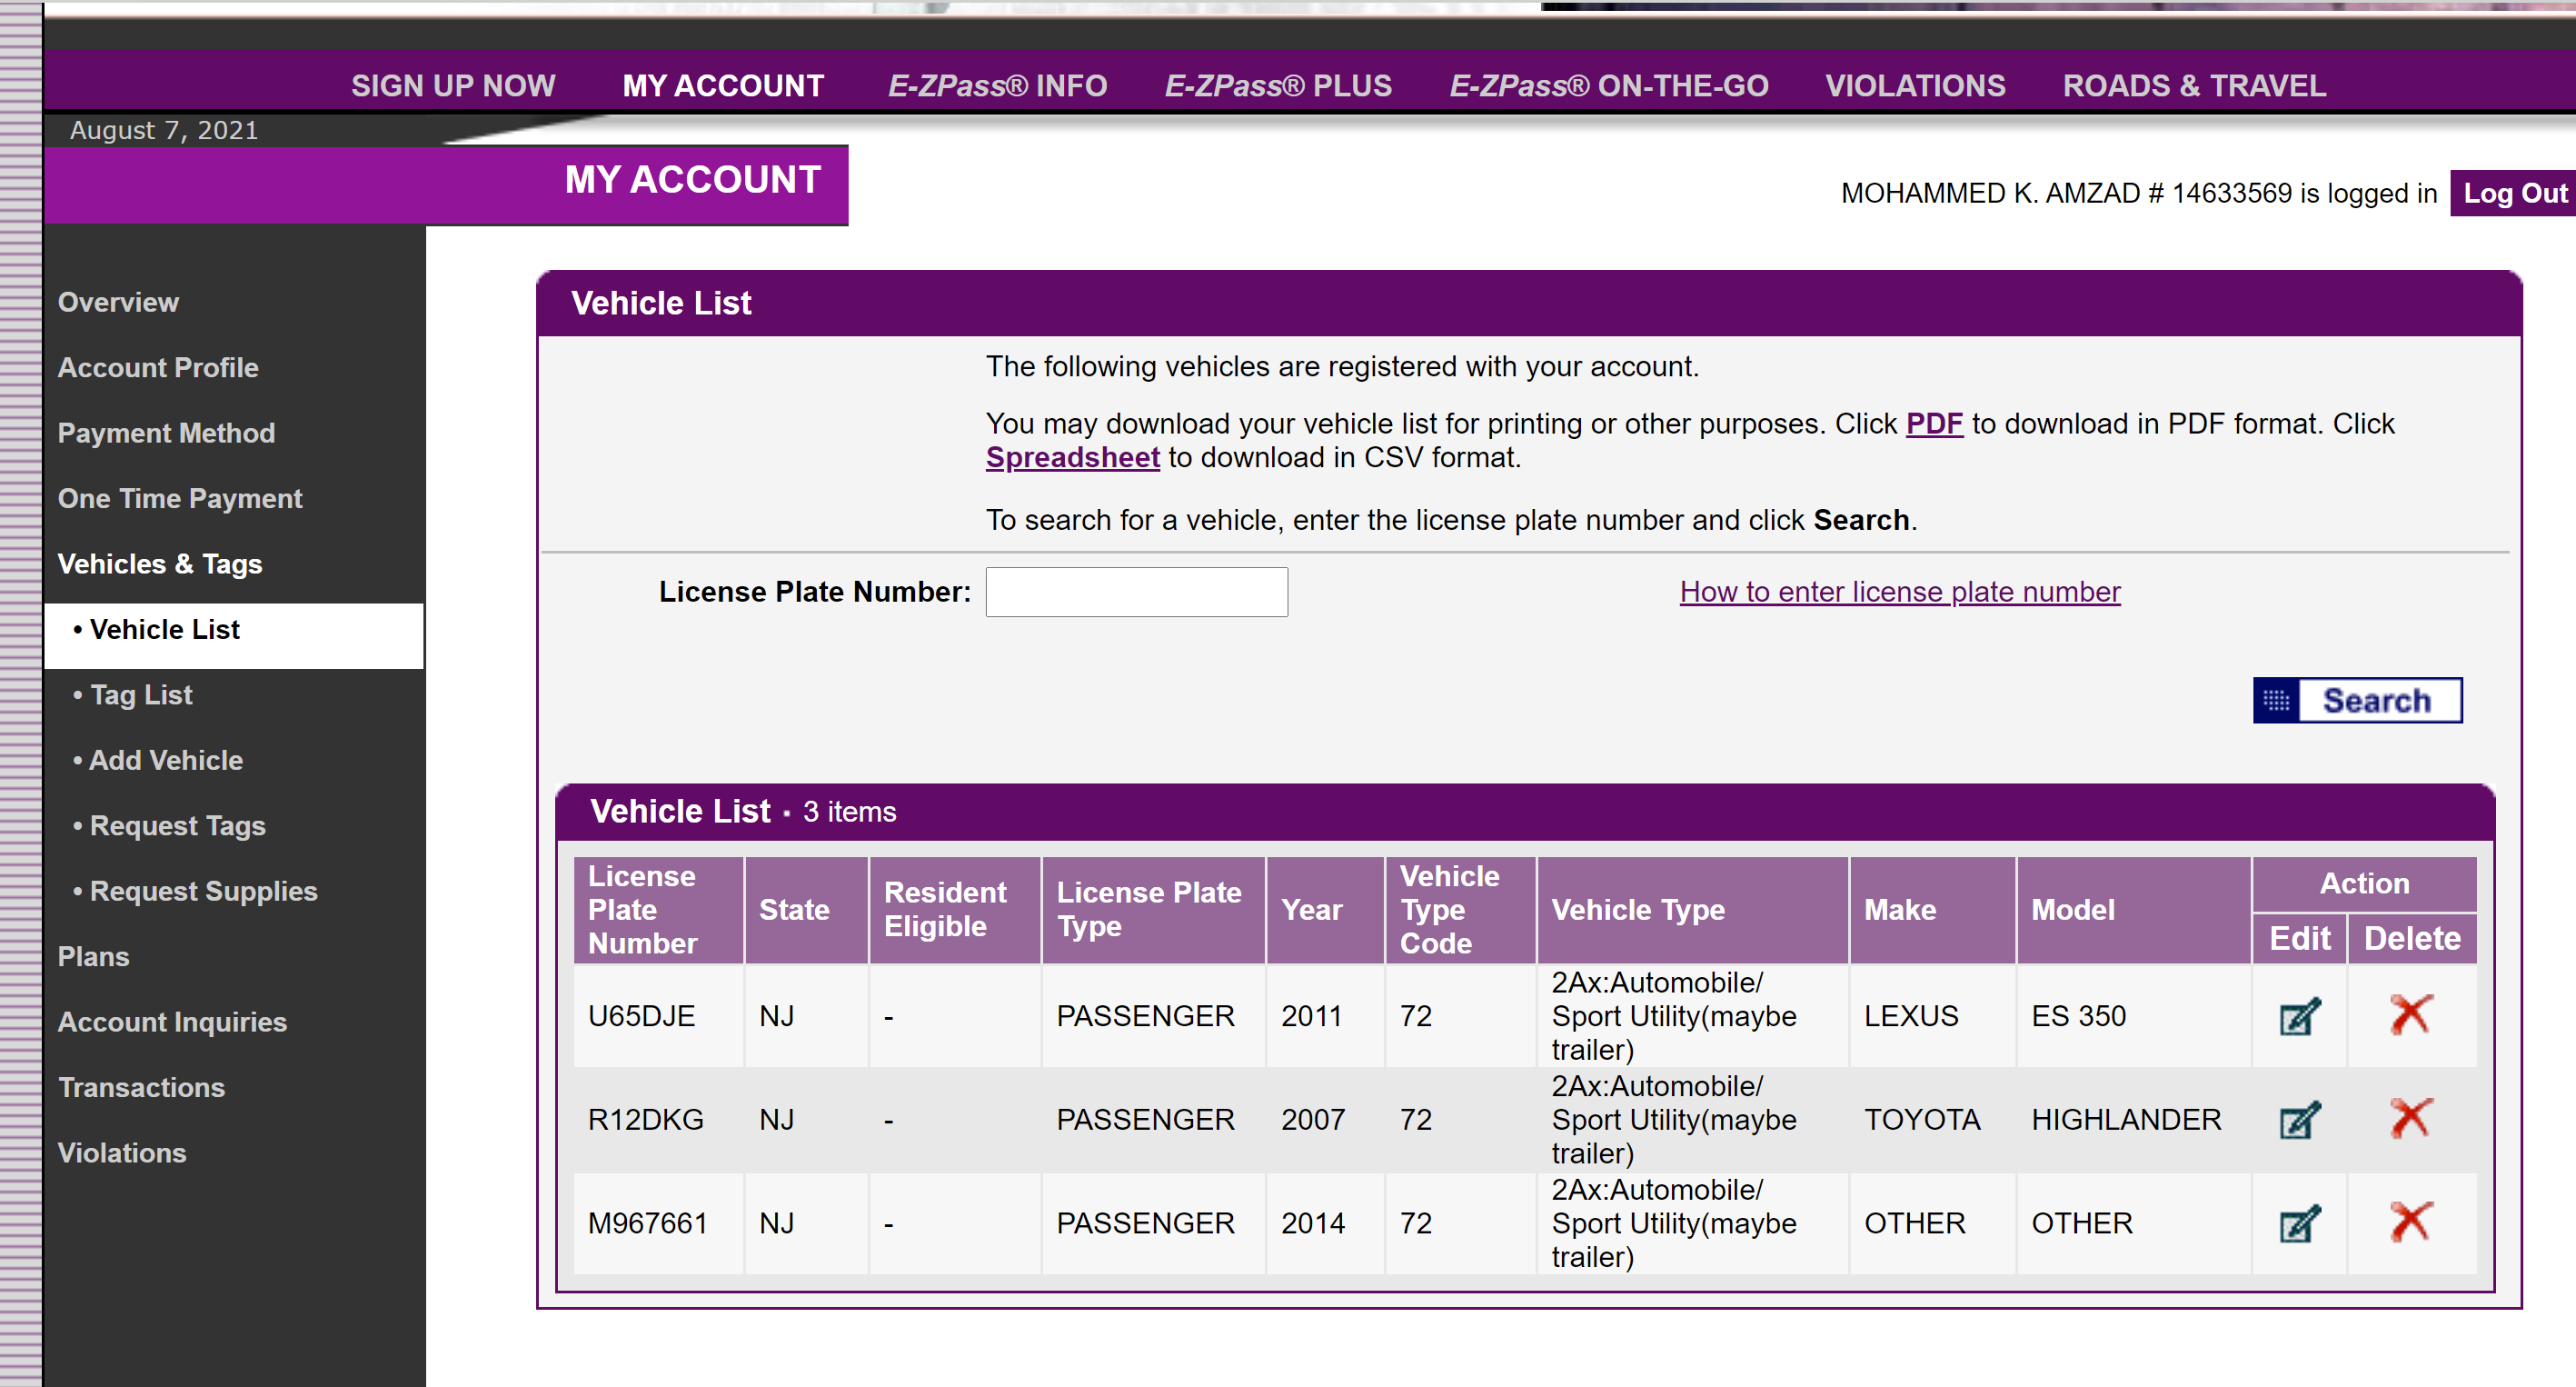 SIGN UP NOW MY ACCOUNT E-ZPass® INFO E-ZPass® PLUS E-ZPass® ON-THE-GO VIOLATIONS ROADS & TRAVEL
August 7, 2021
MY ACCOUNT
MOHAMMED K. AMZAD # 14633569 is logged in Log Out
Overview
Account Profile
Payment Method
One Time Payment
Vehicles & Tags
• Vehicle List
• Tag List
• Add Vehicle
• Request Tags
• Request Supplies
Plans
Account Inquiries
Transactions
Violations
Vehicle List
The following vehicles are registered with your account.
You may download your vehicle list for printing or other purposes. Click PDF to download in PDF format. Click
Spreadsheet to download in CSV format.
To search for a vehicle, enter the license plate number and click Search.
License Plate Number: How to enter license plate number
Search
Vehicle List ▪ 3 items
License Plate Number State Resident Eligible License Plate Type Year Vehicle Type Code Vehicle Type Make Model Action
Edit Delete
U65DJE NJ - PASSENGER 2011 72 2Ax:Automobile/ Sport Utility(maybe trailer) LEXUS ES 350
R12DKG NJ - PASSENGER 2007 72 2Ax:Automobile/ Sport Utility(maybe trailer) TOYOTA HIGHLANDER
M967661 NJ - PASSENGER 2014 72 2Ax:Automobile/ Sport Utility(maybe trailer) OTHER OTHER